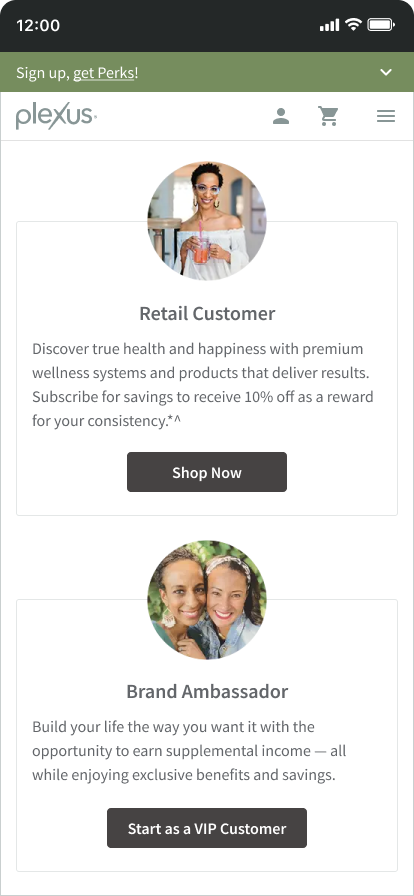 12:00
Sign up, get Perks!
plexus
Retail Customer
Discover true health and happiness with premium
wellness systems and products that deliver results.
Subscribe for savings to receive 10% off as a reward
for your consistency.*^
Shop Now
Brand Ambassador
Build your life the way you want it with the
opportunity to earn supplemental income — all
while enjoying exclusive benefits and savings.
Start as a VIP Customer